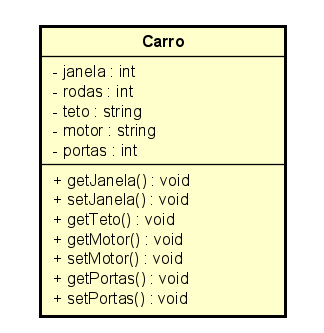 Carro
- janela : int
- rodas : int
- teto : string
- motor : string
- portas : int
+ getJanela() : void
+ setJanela() : void
+ getTeto() : void
+ getMotor() : void
+ setMotor() : void
+ getPortas() : void
+ setPortas() : void